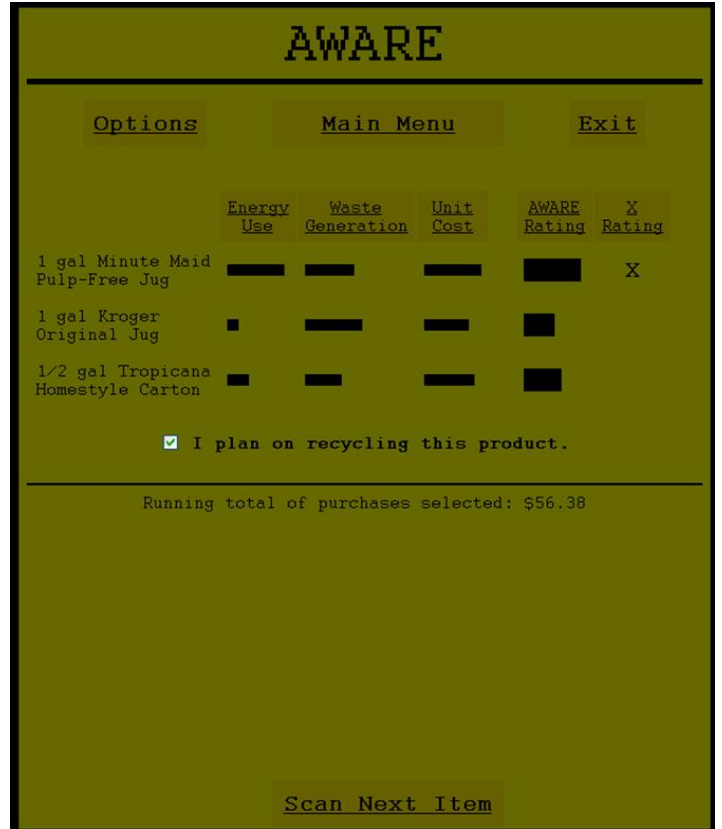 AWARE
Options Main Menu Exit
Energy Use Waste Generation Unit Cost AWARE Rating X Rating
1 gal Minute Maid
Pulp-Free Jug X
1 gal Kroger
Original Jug
1/2 gal Tropicana
Homestyle Carton
I plan on recycling this product.
Running total of purchases selected: $56.38
Scan Next Item